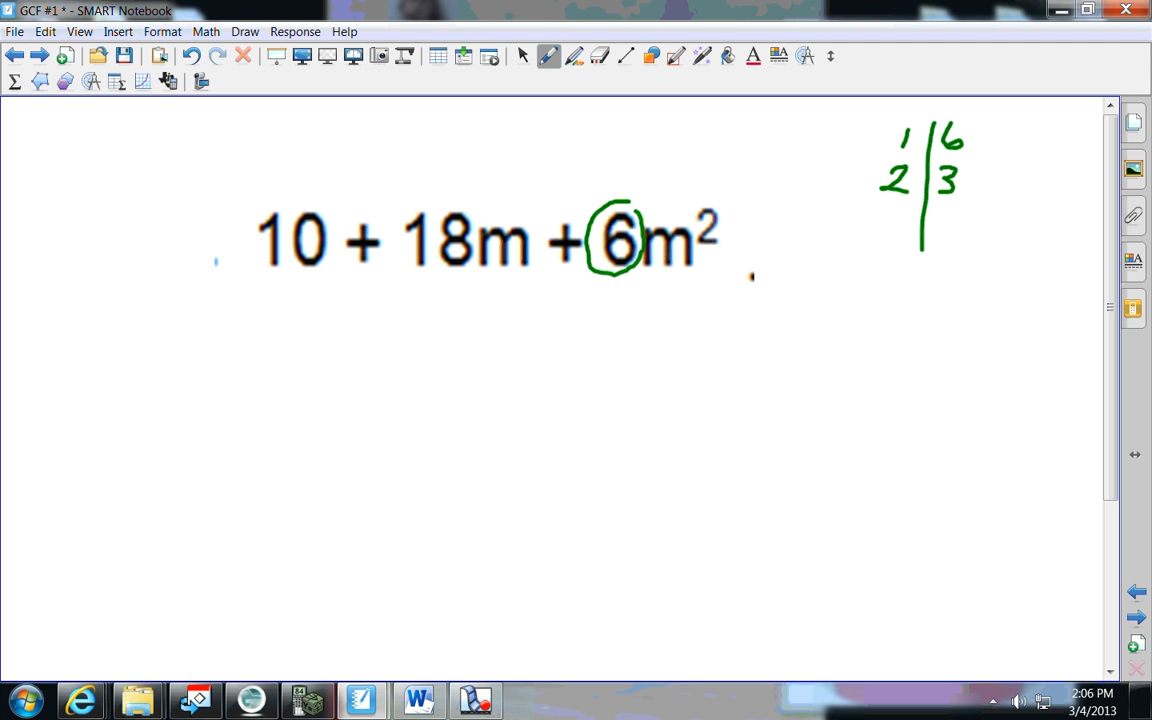 GCF #1 * - SMART Notebook
File Edit View Insert Format Math Draw Response Help
1 | 6
2 | 3
10 + 18m + 6m²
.
2:06 PM
3/4/2013